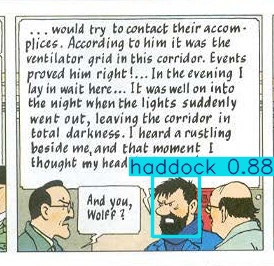 ... would try to contact their accom-
plices. According to him it was the
ventilator grid in this corridor. Events
proved him right!... In the evening I
lay in wait here... It was well on into
the night when the lights suddenly
went out, leaving the corridor in
total darkness. I heard a rustling
beside me, and that moment I
thought my head
haddock 0.88
And you,
Wolff?